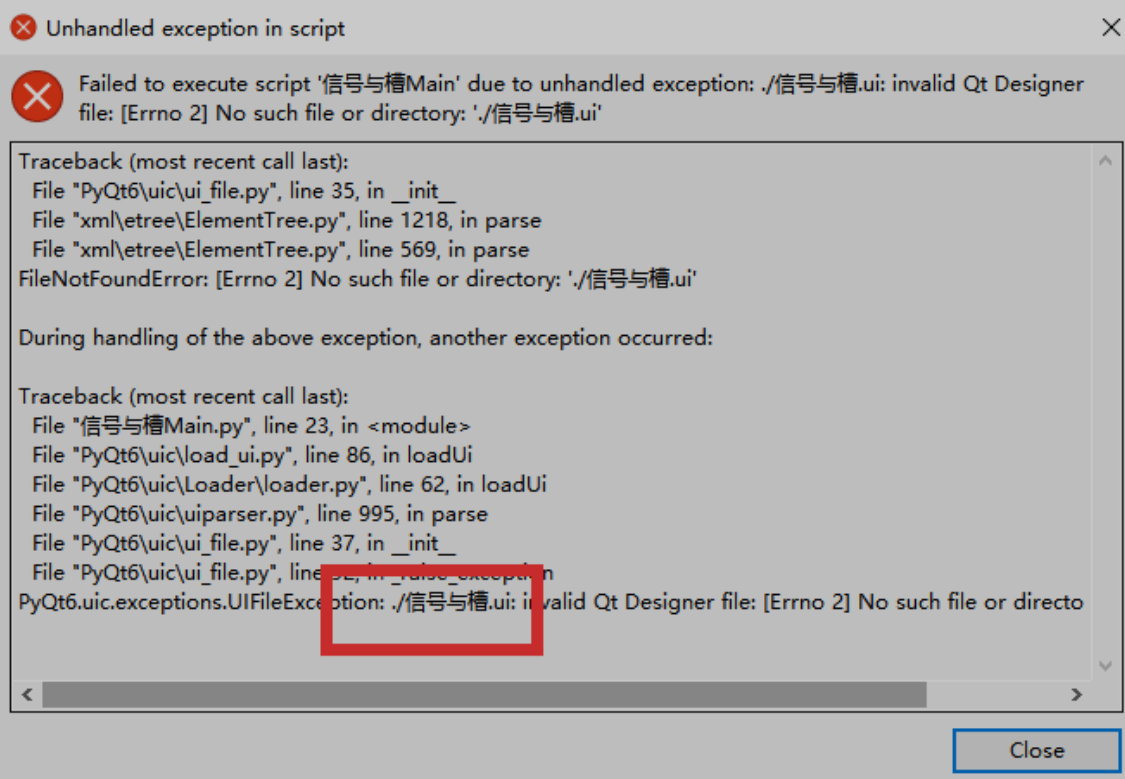 Unhandled exception in script
Failed to execute script '信号与槽Main' due to unhandled exception: ./信号与槽.ui: invalid Qt Designer
file: [Errno 2] No such file or directory: './信号与槽.ui'
Traceback (most recent call last):
File "PyQt6\uic\ui_file.py", line 35, in __init__
File "xml\etree\ElementTree.py", line 1218, in parse
File "xml\etree\ElementTree.py", line 569, in parse
FileNotFoundError: [Errno 2] No such file or directory: './信号与槽.ui'
During handling of the above exception, another exception occurred:
Traceback (most recent call last):
File "信号与槽Main.py", line 23, in <module>
File "PyQt6\uic\load_ui.py", line 86, in loadUi
File "PyQt6\uic\Loader\loader.py", line 62, in loadUi
File "PyQt6\uic\uiparser.py", line 995, in parse
File "PyQt6\uic\ui_file.py", line 37, in __init__
File "PyQt6\uic\ui_file.py", line in _raise_exception
PyQt6.uic.exceptions.UIFileException: ./信号与槽.ui: invalid Qt Designer file: [Errno 2] No such file or directo
Close